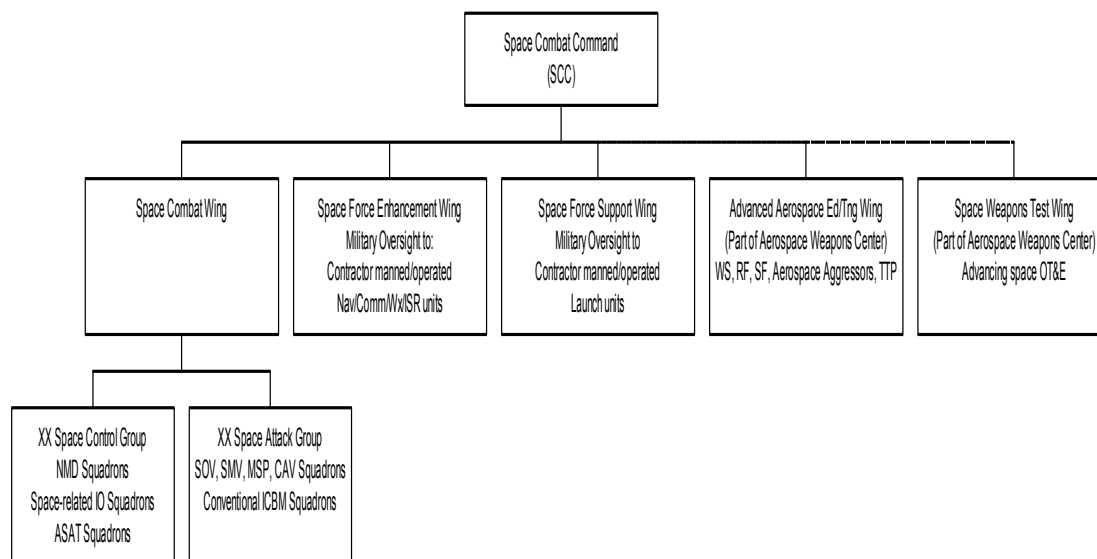 Space Combat Command
(SCC)
Space Combat Wing
Space Force Enhancement Wing
Military Oversight to:
Contractor manned/operated
Nav/Comm/Wx/ISR units
Space Force Support Wing
Military Oversight to
Contractor manned/operated
Launch units
Advanced Aerospace Ed/Tng Wing
(Part of Aerospace Weapons Center)
WS, RF, SF, Aerospace Aggressors, TTP
Space Weapons Test Wing
(Part of Aerospace Weapons Center)
Advancing space OT&E
XX Space Control Group
NMD Squadrons
Space-related IO Squadrons
ASAT Squadrons
XX Space Attack Group
SOV, SMV, MSP, CAV Squadrons
Conventional ICBM Squadrons